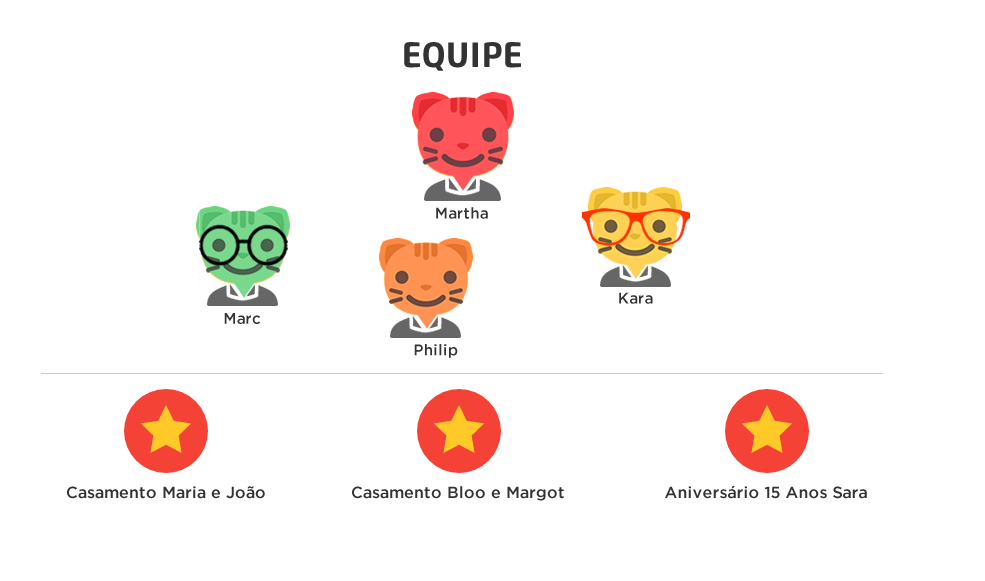 EQUIPE
Martha
Kara
Marc
Philip
Casamento Maria e João
Casamento Bloo e Margot
Aniversário 15 Anos Sara